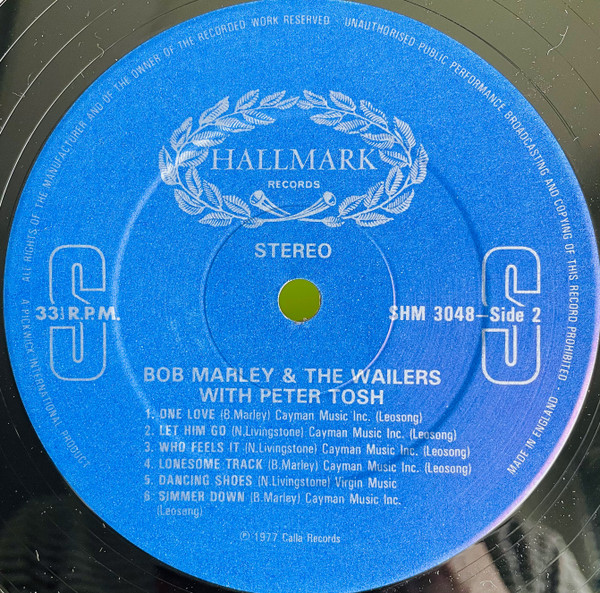 ALL RIGHTS OF THE MANUFACTURER AND OF THE OWNER OF THE RECORDED WORK RESERVED
UNAUTHORISED PUBLIC PERFORMANCE BROADCASTING AND COPYING OF THIS RECORD PROHIBITED.
HALLMARK
RECORDS
STEREO
33⅓ R.P.M.
SHM 3048–Side 2
BOB MARLEY & THE WAILERS
WITH PETER TOSH
1. ONE LOVE (B.Marley) Cayman Music Inc. (Leosong)
2. LET HIM GO (N.Livingstone) Cayman Music Inc. (Leosong)
3. WHO FEELS IT (N.Livingstone) Cayman Music Inc. (Leosong)
4. LONESOME TRACK (B.Marley) Cayman Music Inc. (Leosong)
5. DANCING SHOES (N.Livingstone) Virgin Music
6. SIMMER DOWN (B.Marley) Cayman Music Inc.
(Leosong)
℗ 1977 Calla Records
A PICKWICK INTERNATIONAL PRODUCT
MADE IN ENGLAND